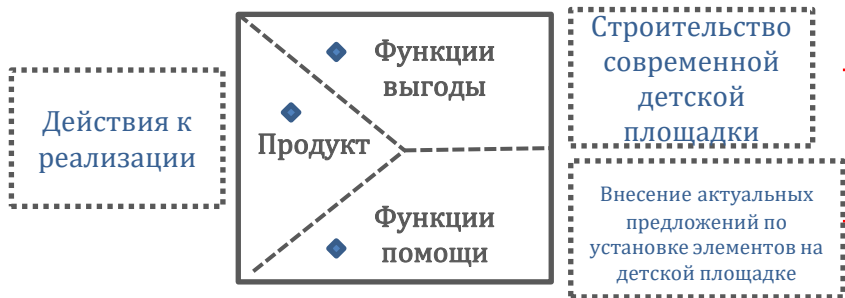 Действия к
реализации
Функции
выгоды
Продукт
Функции
помощи
Строительство
современной
детской
площадки
Внесение актуальных
предложений по
установке элементов на
детской площадке